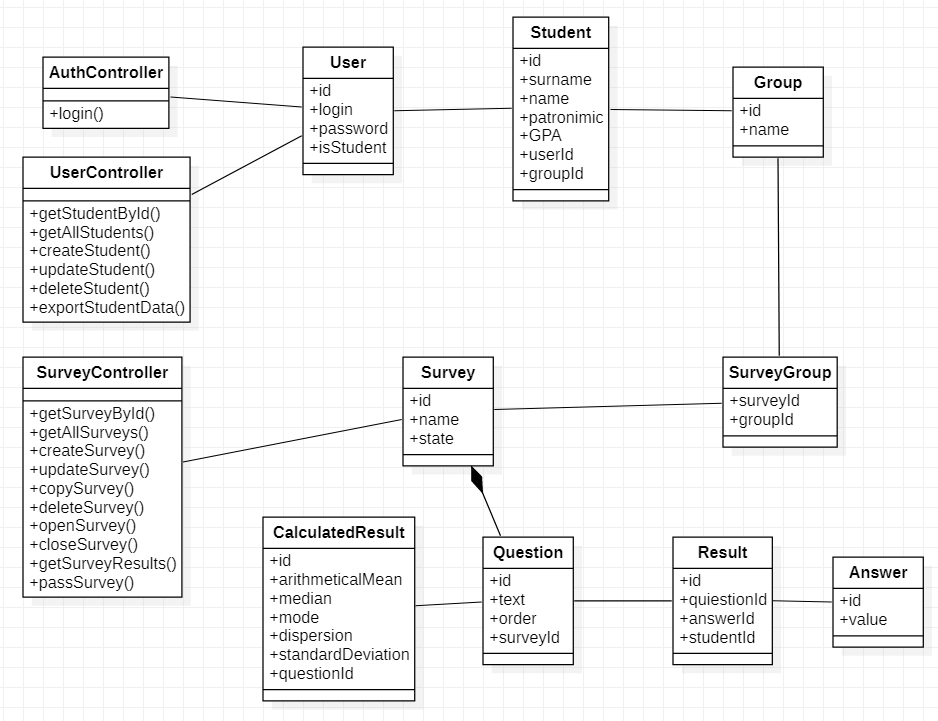 AuthController
+login()
User
+id
+login
+password
+isStudent
Student
+id
+surname
+name
+patronimic
+GPA
+userId
+groupId
Group
+id
+name
UserController
+getStudentById()
+getAllStudents()
+createStudent()
+updateStudent()
+deleteStudent()
+exportStudentData()
SurveyController
+getSurveyById()
+getAllSurveys()
+createSurvey()
+updateSurvey()
+copySurvey()
+deleteSurvey()
+openSurvey()
+closeSurvey()
+getSurveyResults()
+passSurvey()
Survey
+id
+name
+state
SurveyGroup
+surveyId
+groupId
CalculatedResult
+id
+arithmeticalMean
+median
+mode
+dispersion
+standardDeviation
+questionId
Question
+id
+text
+order
+surveyId
Result
+id
+quiestionId
+answerId
+studentId
Answer
+id
+value